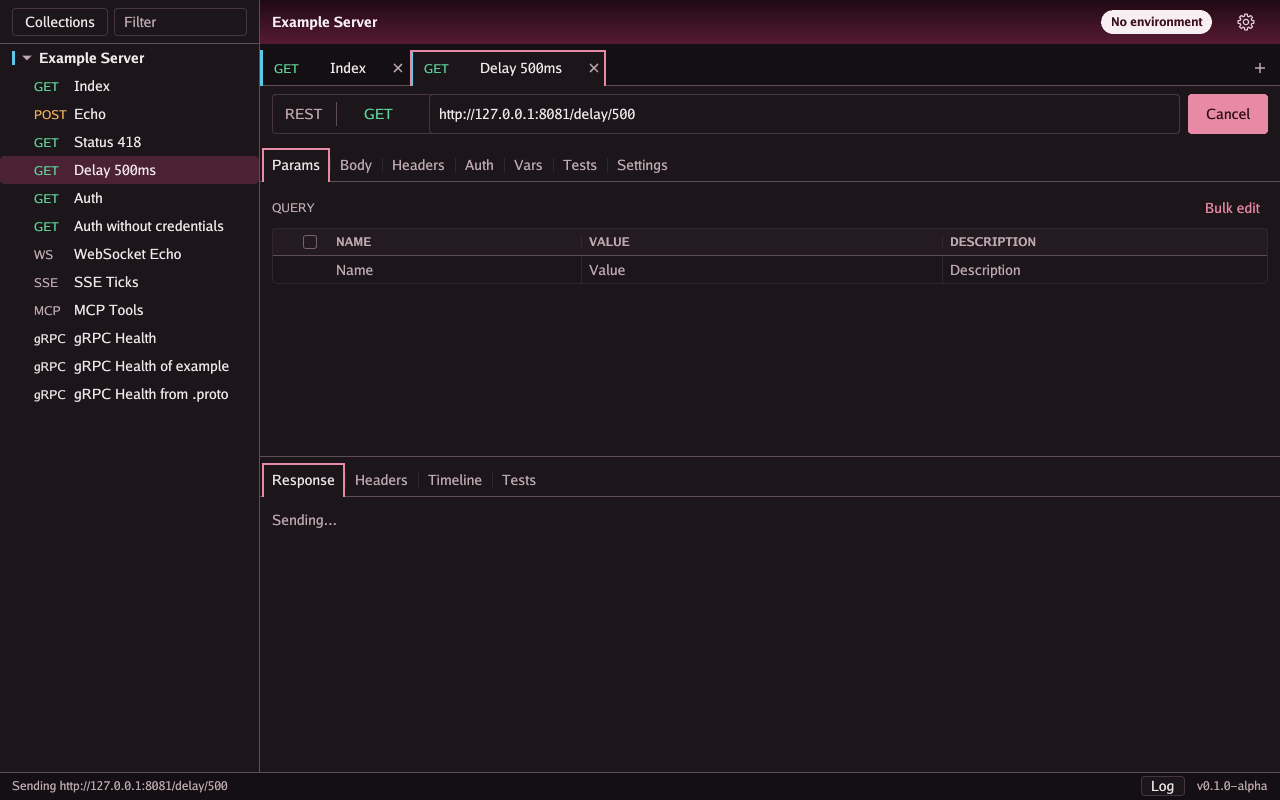 Collections
Filter
Example Server
No environment
Example Server
GET Index
POST Echo
GET Status 418
GET Delay 500ms
GET Auth
GET Auth without credentials
WS WebSocket Echo
SSE SSE Ticks
MCP MCP Tools
gRPC gRPC Health
gRPC gRPC Health of example
gRPC gRPC Health from .proto
GET Index
GET Delay 500ms
REST GET http://127.0.0.1:8081/delay/500 Cancel
Params Body Headers Auth Vars Tests Settings
QUERY Bulk edit
NAME VALUE DESCRIPTION
Name Value Description
Response Headers Timeline Tests
Sending...
Sending http://127.0.0.1:8081/delay/500
Log v0.1.0-alpha